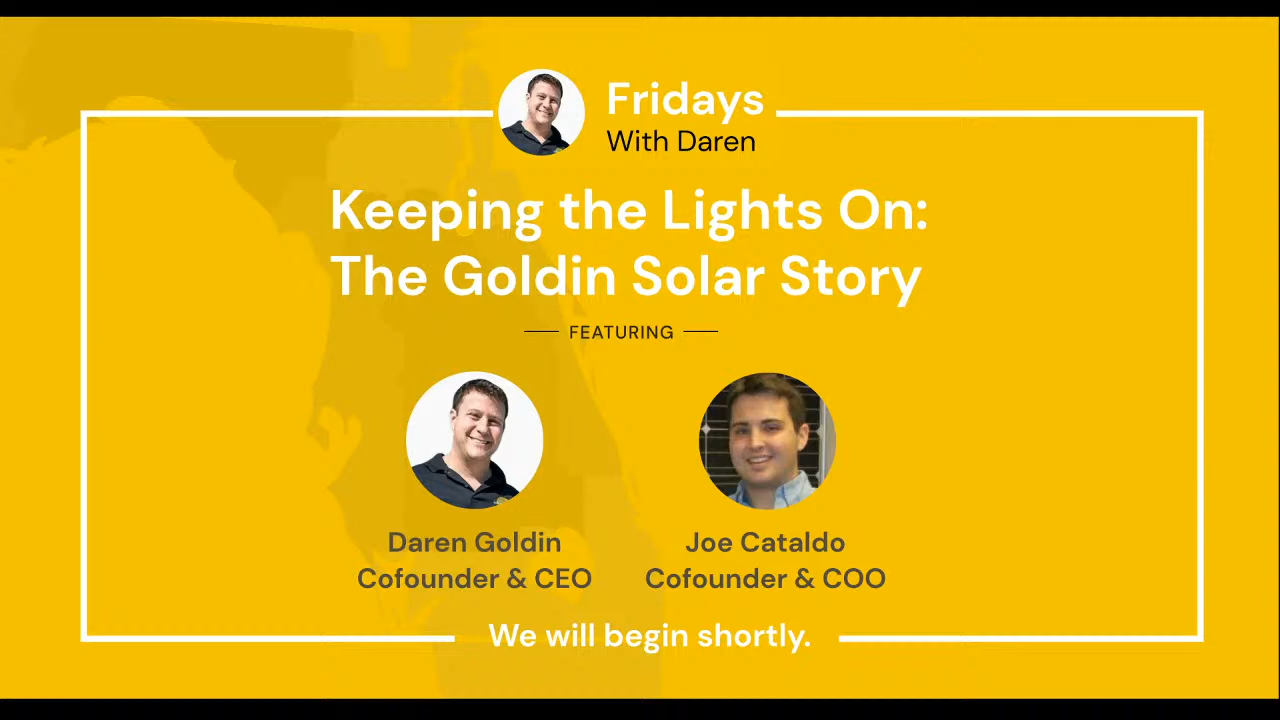 Fridays
With Daren
Keeping the Lights On:
The Goldin Solar Story
FEATURING
Daren Goldin
Cofounder & CEO
Joe Cataldo
Cofounder & COO
We will begin shortly.